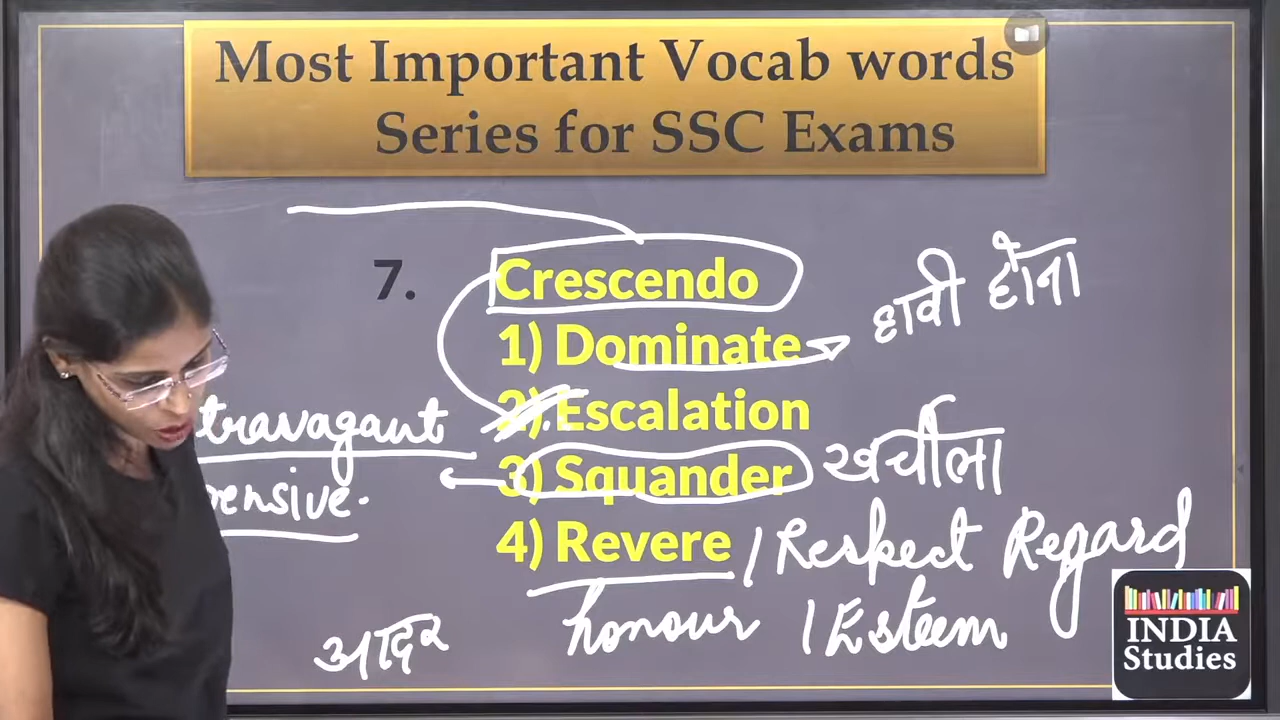 Most Important Vocab words
Series for SSC Exams
7. Crescendo
1) Dominate हावी होना
2) Escalation
travagant
3) Squander खर्चीला
pensive.
4) Revere / Respect Regard
honour / Esteem
आदर
INDIA
Studies